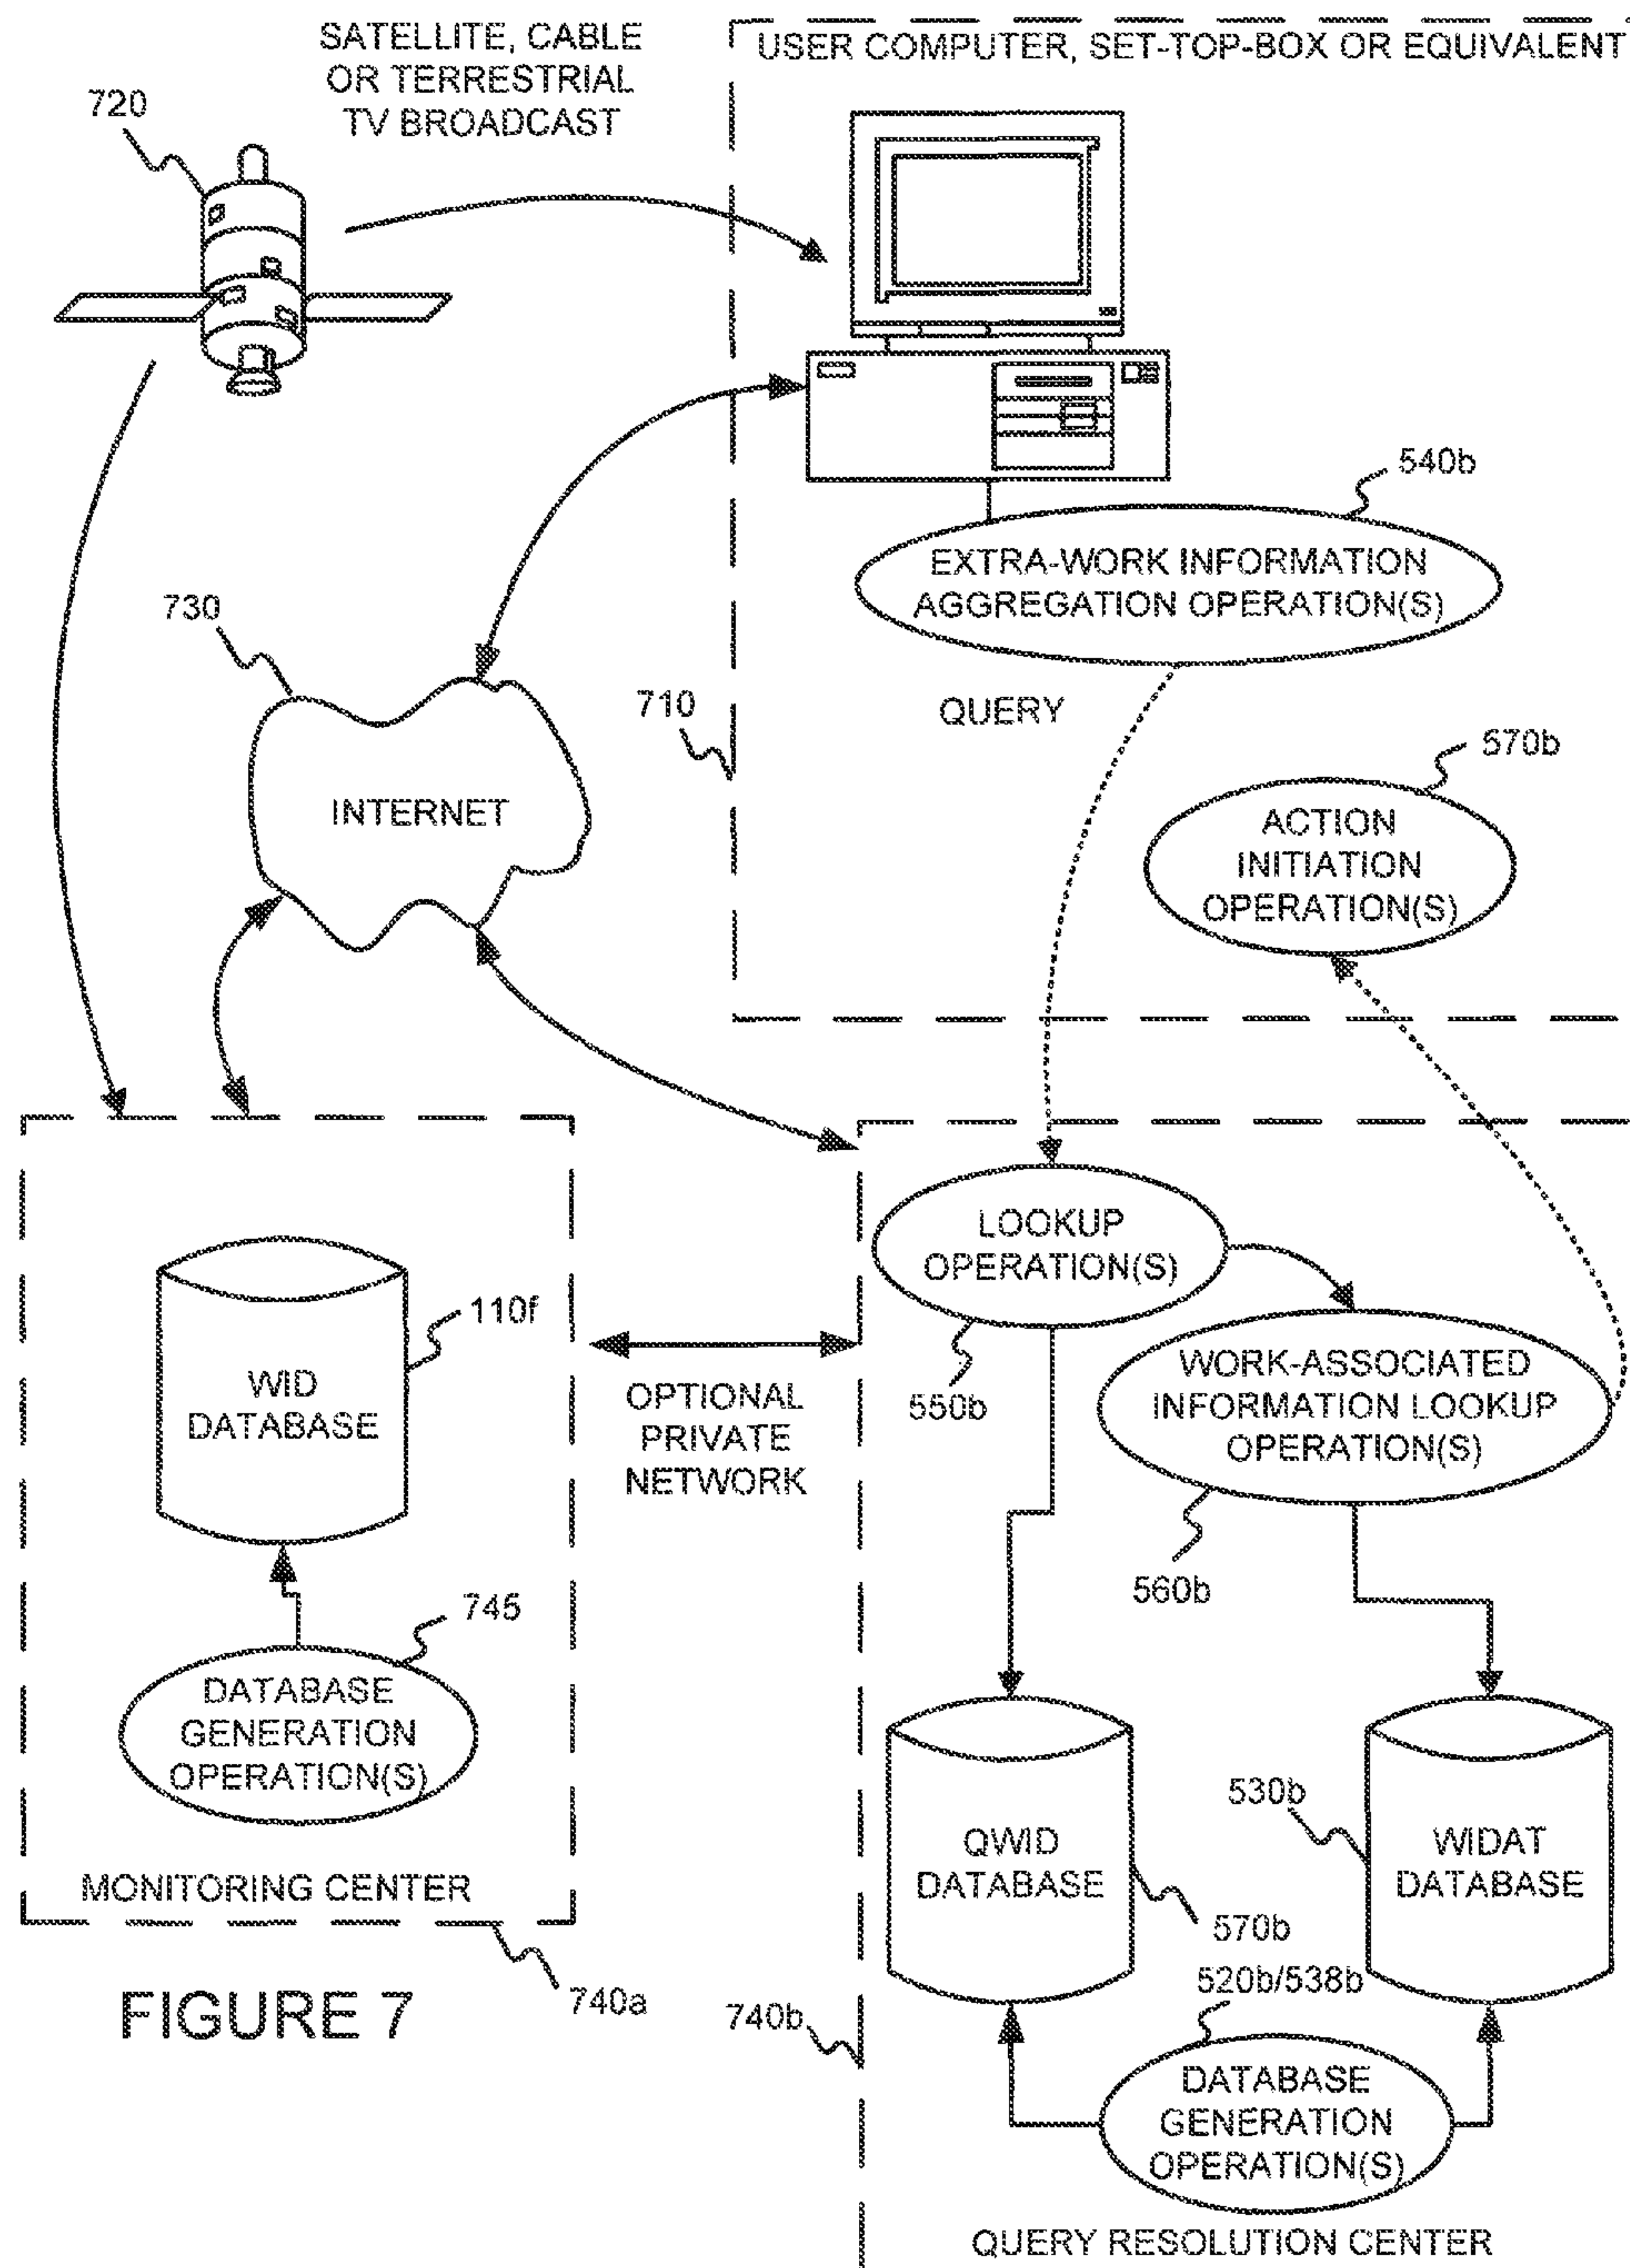 SATELLITE, CABLE
OR TERRESTRIAL
TV BROADCAST
USER COMPUTER, SET-TOP-BOX OR EQUIVALENT
720
540b
EXTRA-WORK INFORMATION
AGGREGATION OPERATION(S)
730
710
QUERY
570b
INTERNET
ACTION
INITIATION
OPERATION(S)
LOOKUP
OPERATION(S)
110f
WID
DATABASE
OPTIONAL
PRIVATE
NETWORK
550b
WORK-ASSOCIATED
INFORMATION LOOKUP
OPERATION(S)
560b
745
DATABASE
GENERATION
OPERATION(S)
530b
QWID
DATABASE
WIDAT
DATABASE
MONITORING CENTER
570b
740a
520b/538b
FIGURE 7
740b
DATABASE
GENERATION
OPERATION(S)
QUERY RESOLUTION CENTER